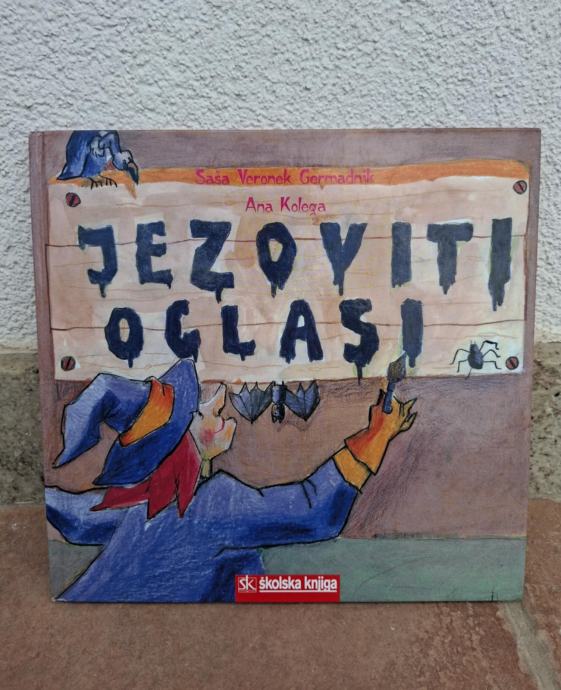 Saša Veronek Germadnik
Ana Kolega
JEZOVITI
OGLASI
SK školska knjiga